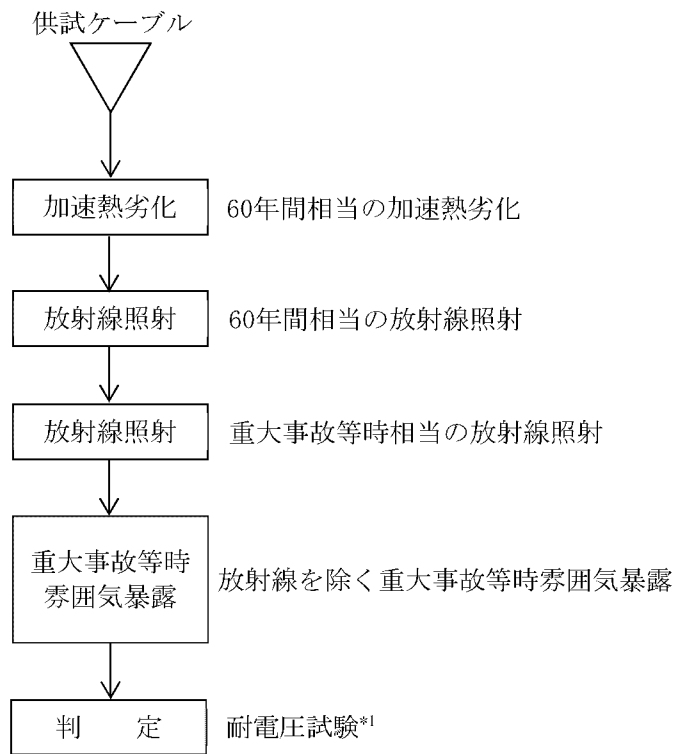 供試ケーブル
加速熱劣化 60年間相当の加速熱劣化
放射線照射 60年間相当の放射線照射
放射線照射 重大事故等時相当の放射線照射
重大事故等時
雰囲気暴露
放射線を除く重大事故等時雰囲気暴露
判 定 耐電圧試験*1